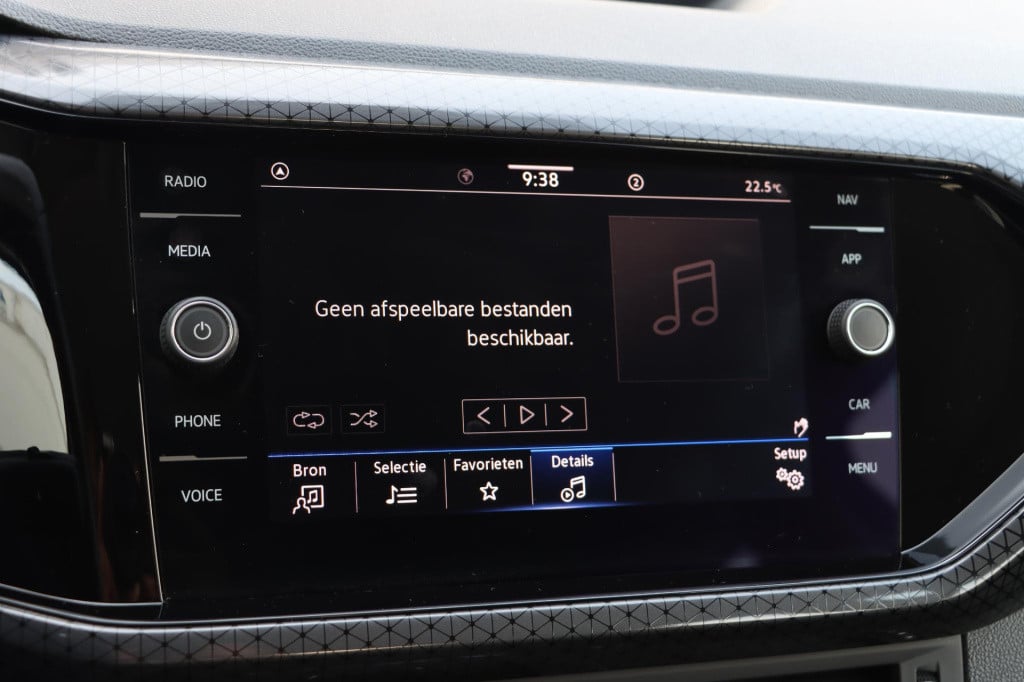 RADIO
MEDIA
PHONE
VOICE
9:38
2
22.5°C
Geen afspeelbare bestanden
beschikbaar.
Bron
Selectie
Favorieten
Details
Setup
NAV
APP
CAR
MENU